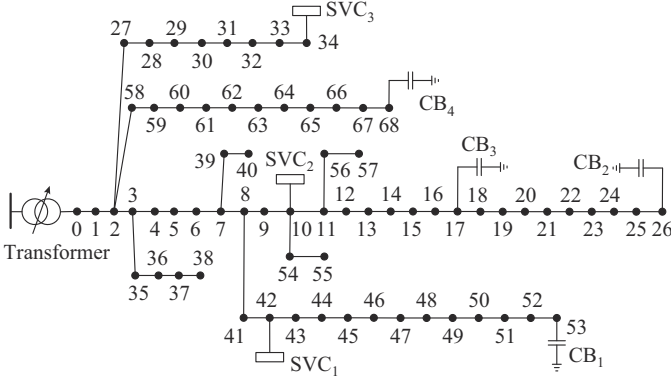 SVC₃
27 29 31 33
28 30 32 34
58 60 62 64 66
CB₄
59 61 63 65 67 68
39 40 SVC₂ 56 57 CB₃ CB₂
3 8 12 14 16 18 20 22 24
0 1 2 4 5 6 7 9 10 11 13 15 17 19 21 23 25 26
Transformer
36 38 54 55
35 37
42 44 46 48 50 52
41 43 45 47 49 51 53
SVC₁ CB₁